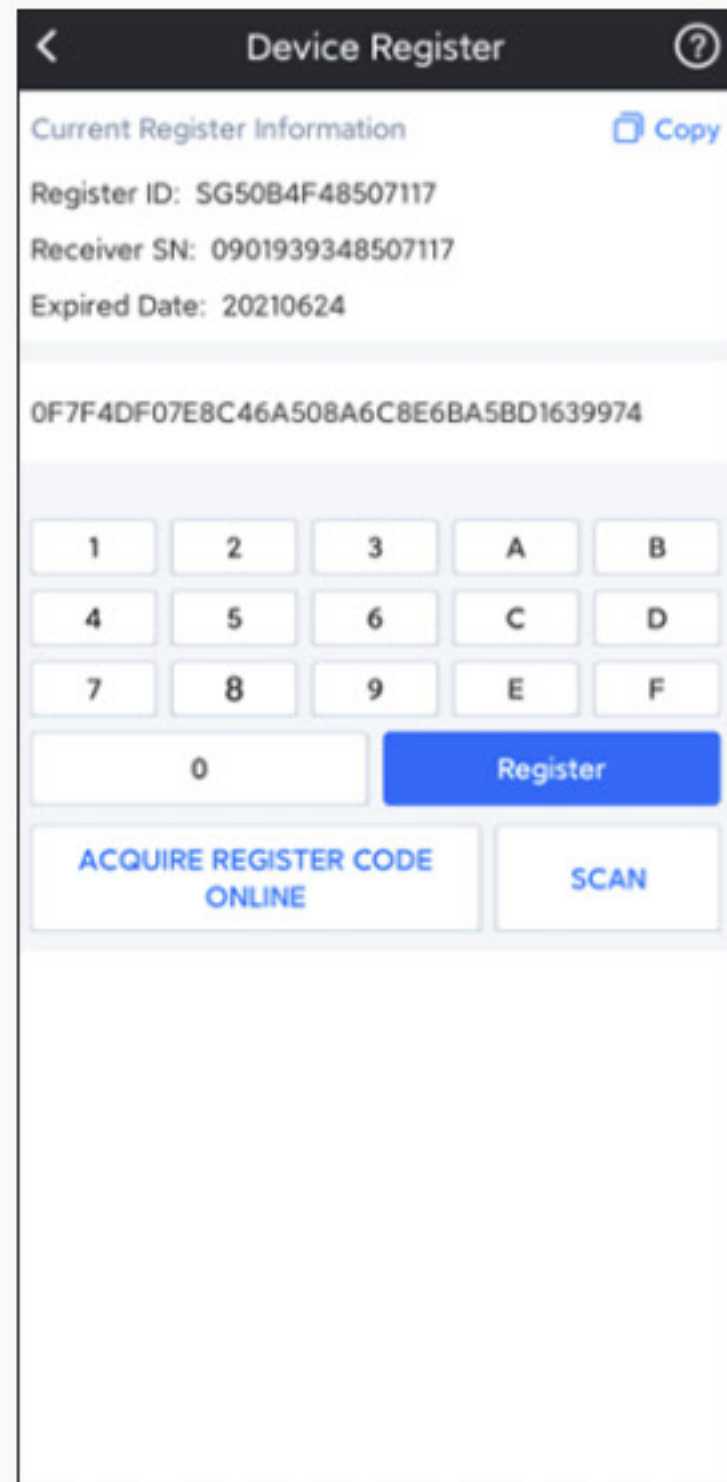 Device Register
Current Register Information
Copy
Register ID: SG50B4F48507117
Receiver SN: 0901939348507117
Expired Date: 20210624
0F7F4DF07E8C46A508A6C8E6BA5BD1639974
1 2 3 A B
4 5 6 C D
7 8 9 E F
0 Register
ACQUIRE REGISTER CODE
ONLINE
SCAN